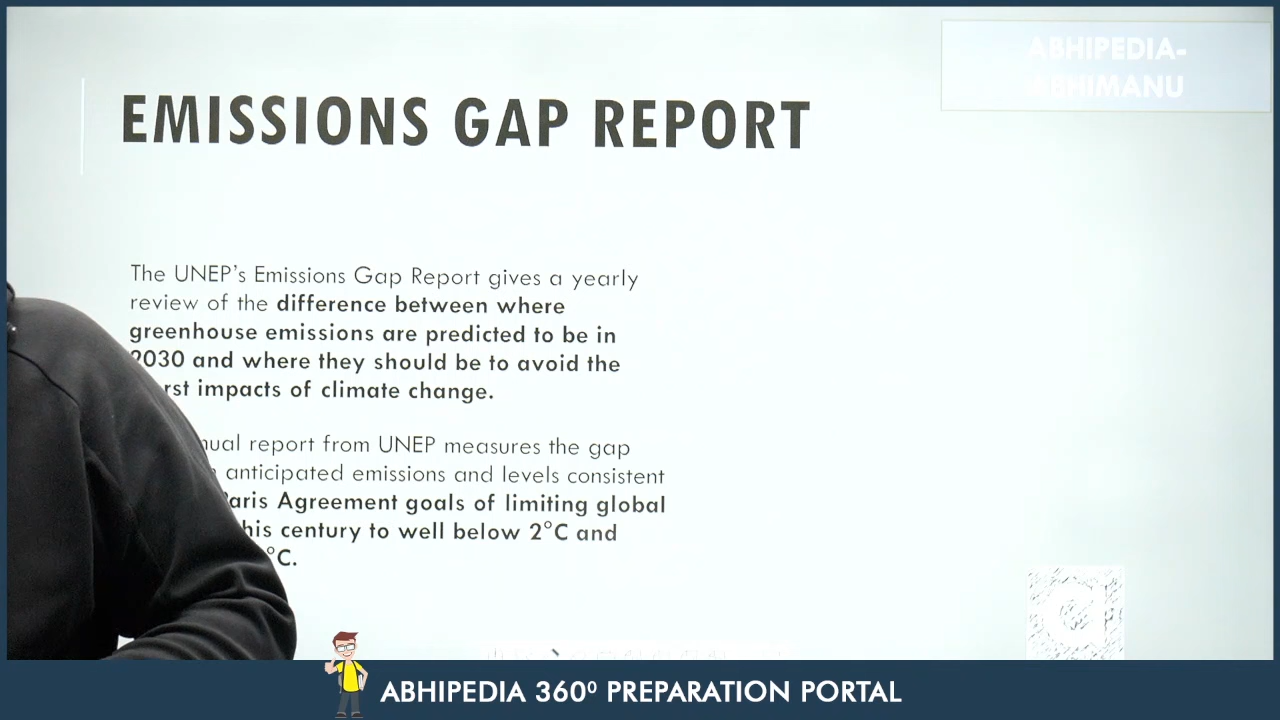 ABHIPEDIA-
ABHIMANU
EMISSIONS GAP REPORT
The UNEP's Emissions Gap Report gives a yearly
review of the difference between where
greenhouse emissions are predicted to be in
2030 and where they should be to avoid the
impacts of climate change.
report from UNEP measures the gap
anticipated emissions and levels consistent
Paris Agreement goals of limiting global
this century to well below 2°C and
°C.
ABHIPEDIA 360⁰ PREPARATION PORTAL